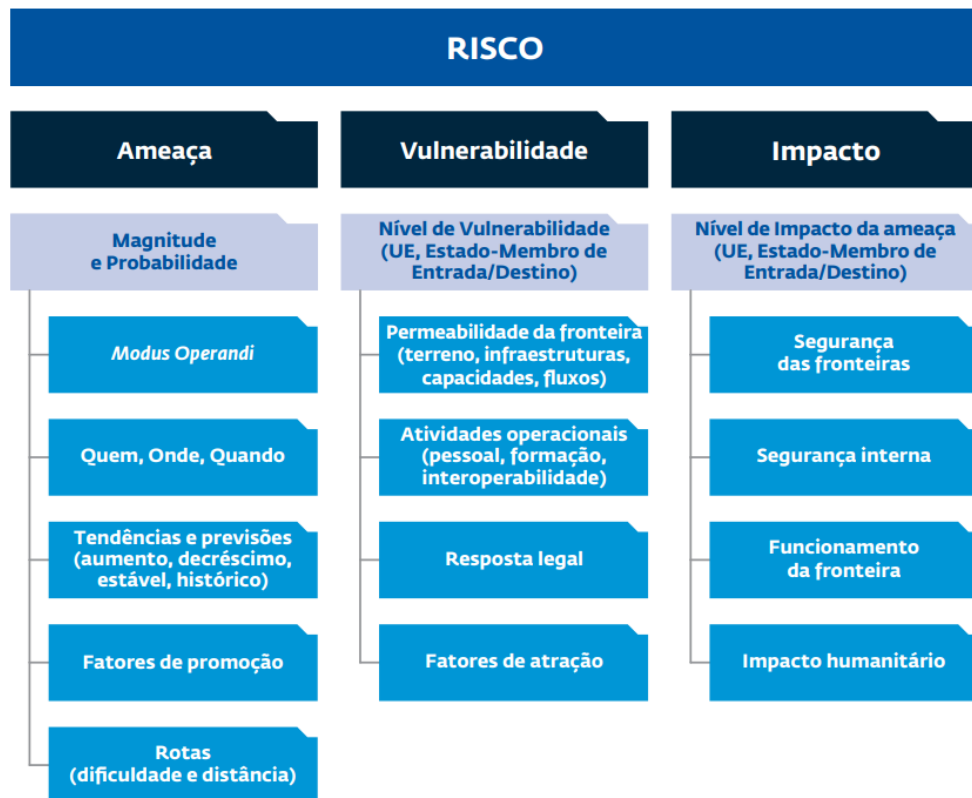 RISCO
Ameaça
Magnitude
e Probabilidade
Modus Operandi
Quem, Onde, Quando
Tendências e previsões
(aumento, decréscimo,
estável, histórico)
Fatores de promoção
Rotas
(dificuldade e distância)
Vulnerabilidade
Nível de Vulnerabilidade
(UE, Estado-Membro de
Entrada/Destino)
Permeabilidade da fronteira
(terreno, infraestruturas,
capacidades, fluxos)
Atividades operacionais
(pessoal, formação,
interoperabilidade)
Resposta legal
Fatores de atração
Impacto
Nível de Impacto da ameaça
(UE, Estado-Membro de
Entrada/Destino)
Segurança
das fronteiras
Segurança interna
Funcionamento
da fronteira
Impacto humanitário